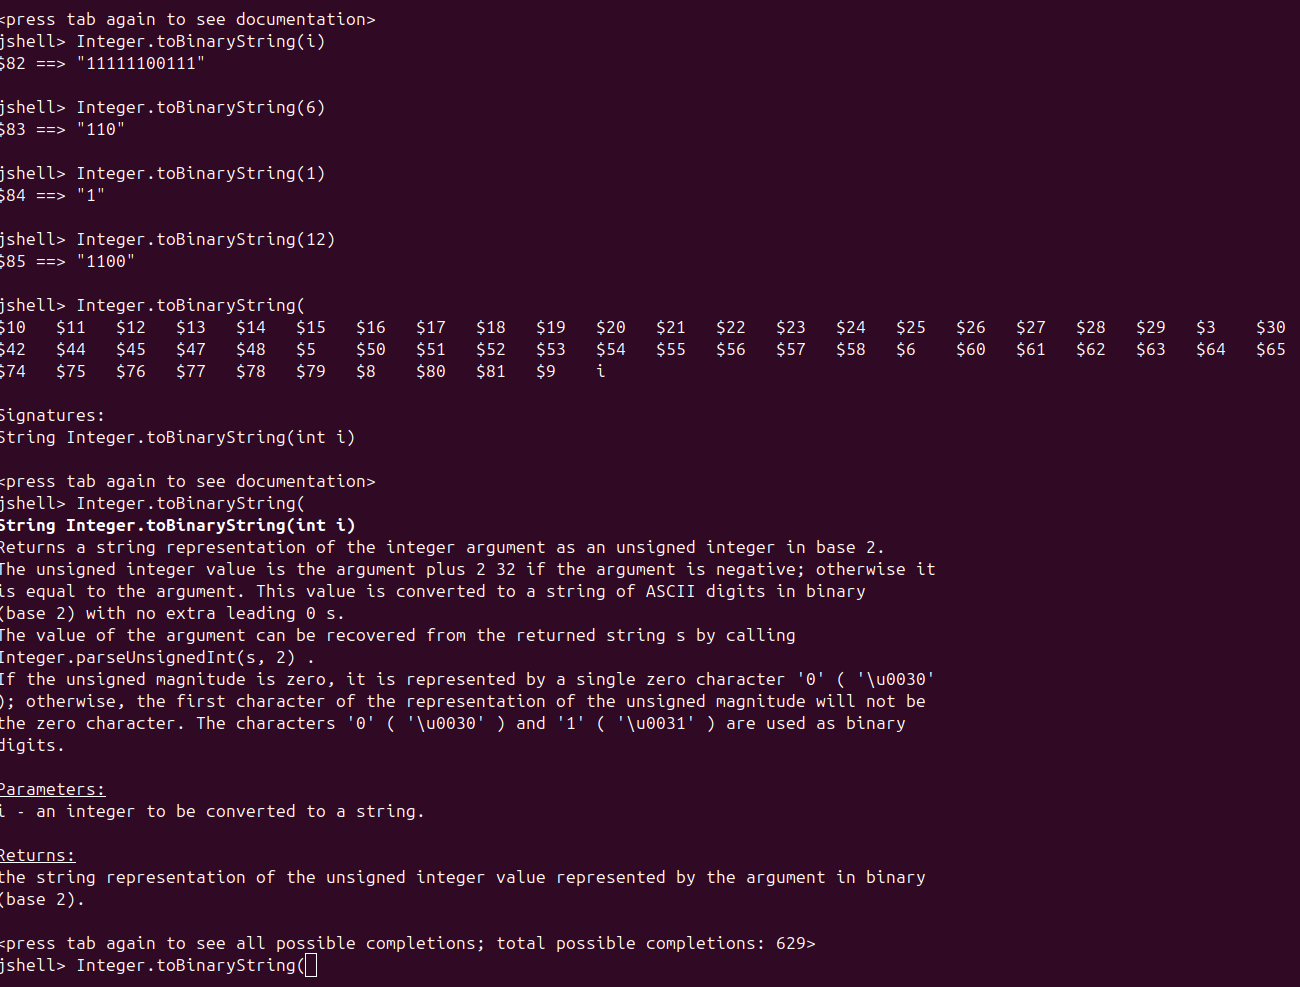 <press tab again to see documentation>
jshell> Integer.toBinaryString(i)
$82 ==> "11111100111"
jshell> Integer.toBinaryString(6)
$83 ==> "110"
jshell> Integer.toBinaryString(1)
$84 ==> "1"
jshell> Integer.toBinaryString(12)
$85 ==> "1100"
jshell> Integer.toBinaryString(
$10 $11 $12 $13 $14 $15 $16 $17 $18 $19 $20 $21 $22 $23 $24 $25 $26 $27 $28 $29 $3 $30
$42 $44 $45 $47 $48 $5 $50 $51 $52 $53 $54 $55 $56 $57 $58 $6 $60 $61 $62 $63 $64 $65
$74 $75 $76 $77 $78 $79 $8 $80 $81 $9 i
Signatures:
String Integer.toBinaryString(int i)
<press tab again to see documentation>
jshell> Integer.toBinaryString(
String Integer.toBinaryString(int i)
Returns a string representation of the integer argument as an unsigned integer in base 2.
The unsigned integer value is the argument plus 2 32 if the argument is negative; otherwise it
is equal to the argument. This value is converted to a string of ASCII digits in binary
(base 2) with no extra leading 0 s.
The value of the argument can be recovered from the returned string s by calling
Integer.parseUnsignedInt(s, 2) .
If the unsigned magnitude is zero, it is represented by a single zero character '0' ( '\u0030'
); otherwise, the first character of the representation of the unsigned magnitude will not be
the zero character. The characters '0' ( '\u0030' ) and '1' ( '\u0031' ) are used as binary
digits.
Parameters:
i - an integer to be converted to a string.
Returns:
the string representation of the unsigned integer value represented by the argument in binary
(base 2).
<press tab again to see all possible completions; total possible completions: 629>
jshell> Integer.toBinaryString(